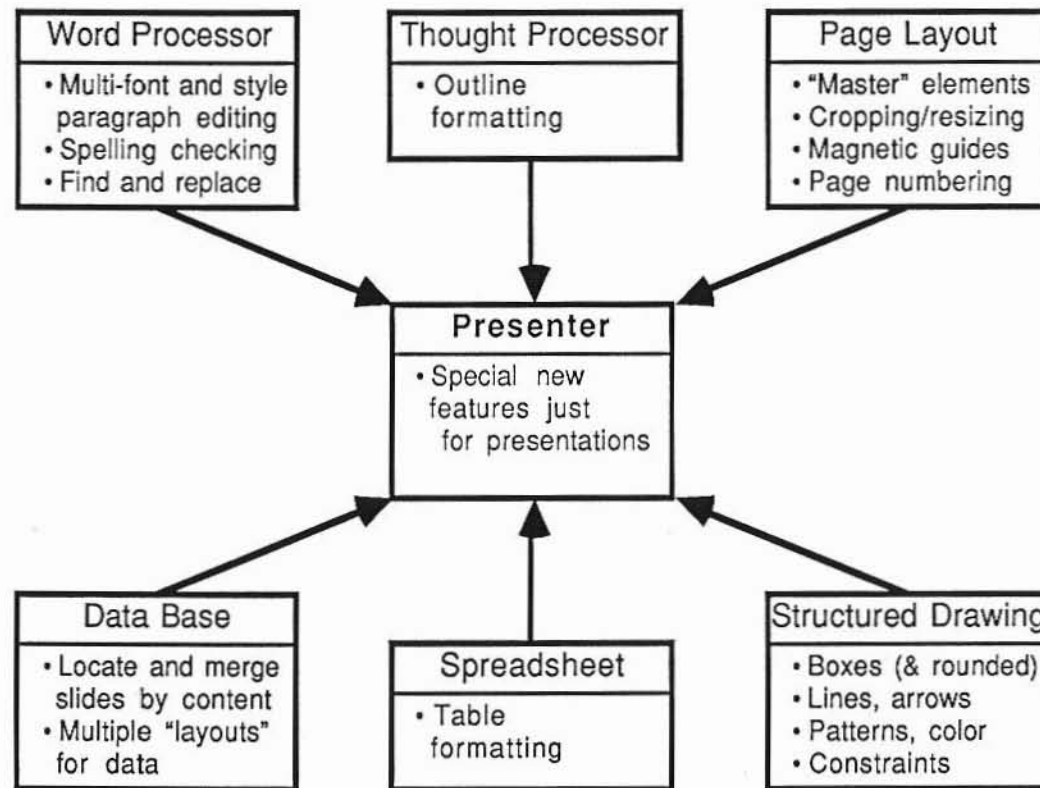 Word Processor
• Multi-font and style
paragraph editing
• Spelling checking
• Find and replace
Thought Processor
• Outline
formatting
Page Layout
• “Master” elements
• Cropping/resizing
• Magnetic guides
• Page numbering
Presenter
• Special new
features just
for presentations
Data Base
• Locate and merge
slides by content
• Multiple “layouts”
for data
Spreadsheet
• Table
formatting
Structured Drawing
• Boxes (& rounded)
• Lines, arrows
• Patterns, color
• Constraints